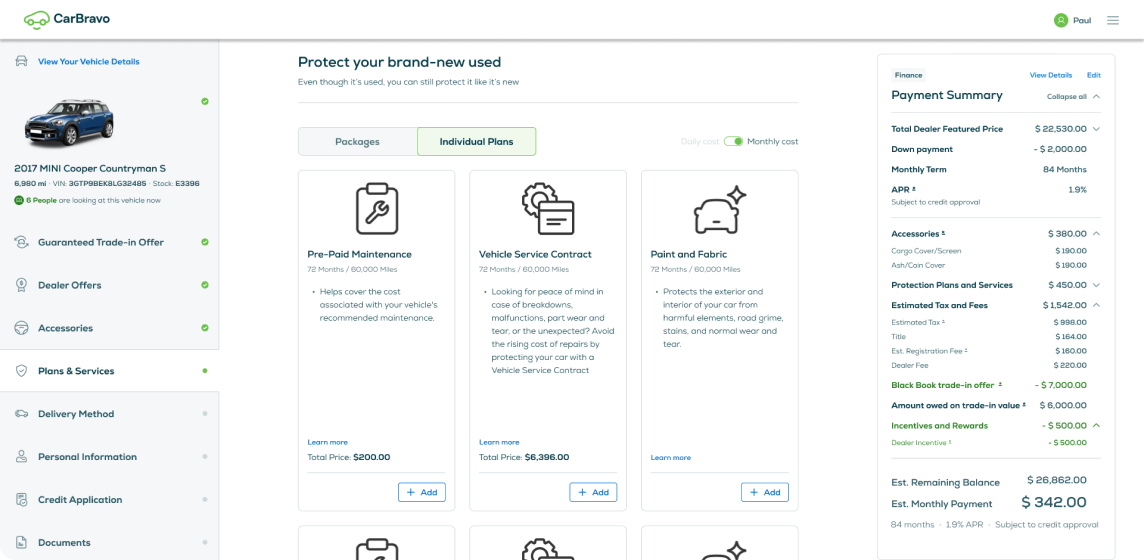 CarBravo
Paul
View Your Vehicle Details
2017 MINI Cooper Countryman S
6,980 mi · VIN: 3GTP9BEK8LG32485 · Stock: E3396
6 People are looking at this vehicle now
Guaranteed Trade-in Offer
Dealer Offers
Accessories
Plans & Services
Delivery Method
Personal Information
Credit Application
Documents
Protect your brand-new used
Even though it's used, you can still protect it like it's new
Packages
Individual Plans
Daily cost
Monthly cost
Pre-Paid Maintenance
72 Months / 60,000 Miles
• Helps cover the cost
associated with your vehicle's
recommended maintenance.
Learn more
Total Price: $200.00
+ Add
Vehicle Service Contract
72 Months / 60,000 Miles
• Looking for peace of mind in
case of breakdowns,
malfunctions, part wear and
tear, or the unexpected? Avoid
the rising cost of repairs by
protecting your car with a
Vehicle Service Contract
Learn more
Total Price: $6,396.00
+ Add
Paint and Fabric
72 Months / 60,000 Miles
• Protects the exterior and
interior of your car from
harmful elements, road grime,
stains, and normal wear and
tear.
Learn more
+ Add
Finance
View Details
Edit
Payment Summary
Collapse all
Total Dealer Featured Price $ 22,530.00
Down payment - $ 2,000.00
Monthly Term 84 Months
APR 1.9%
Subject to credit approval
Accessories $ 380.00
Cargo Cover/Screen $ 190.00
Ash/Coin Cover $ 190.00
Protection Plans and Services $ 450.00
Estimated Tax and Fees $ 1,542.00
Estimated Tax $ 998.00
Title $ 164.00
Est. Registration Fee $ 160.00
Dealer Fee $ 220.00
Black Book trade-in offer - $ 7,000.00
Amount owed on trade-in value $ 6,000.00
Incentives and Rewards - $ 500.00
Dealer Incentive - $ 500.00
Est. Remaining Balance $ 26,862.00
Est. Monthly Payment $ 342.00
84 months · 1.9% APR · Subject to credit approval